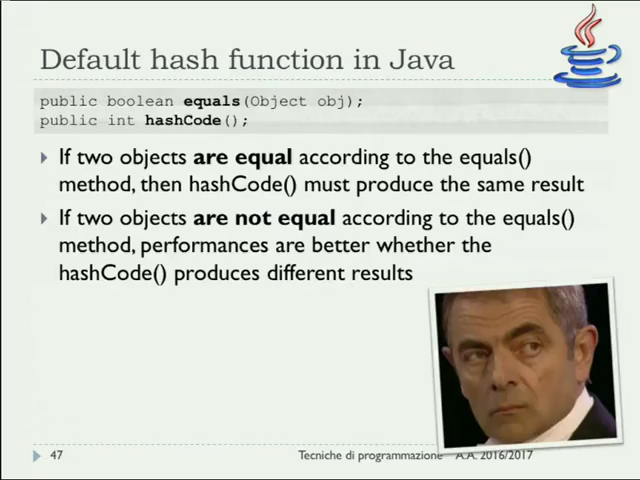 Default hash function in Java
public boolean equals(Object obj);
public int hashCode();
If two objects are equal according to the equals()
method, then hashCode() must produce the same result
If two objects are not equal according to the equals()
method, performances are better whether the
hashCode() produces different results
47
Tecniche di programmazione A.A. 2016/2017